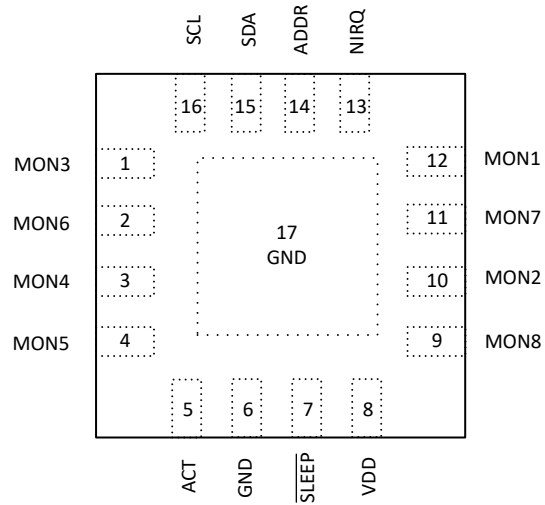 SCL SDA ADDR NIRQ
16 15 14 13
MON3 1 12 MON1
MON6 2 11 MON7
17
GND
MON4 3 10 MON2
MON5 4 9 MON8
5 6 7 8
ACT GND SLEEP VDD